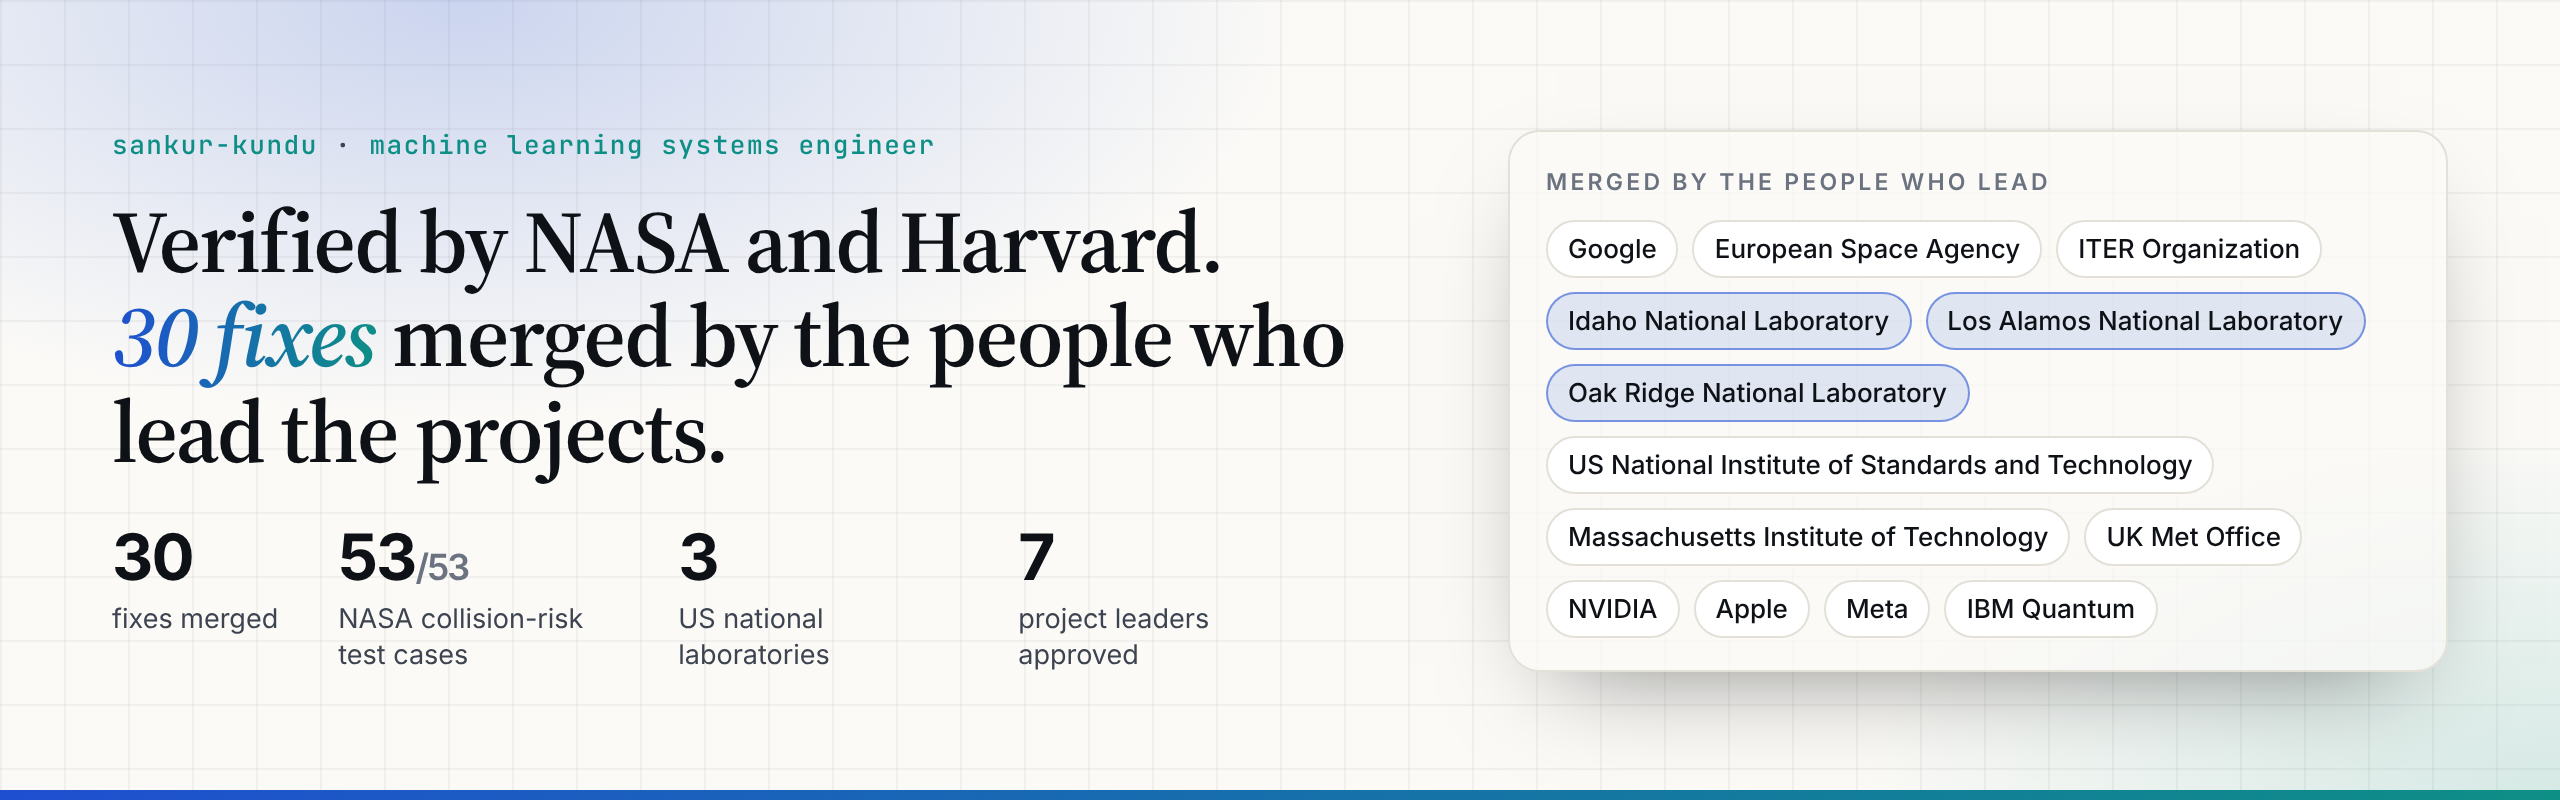 sankur-kundu · machine learning systems engineer
Verified by NASA and Harvard.
30 fixes merged by the people who
lead the projects.
30
fixes merged
53/53
NASA collision-risk
test cases
3
US national
laboratories
7
project leaders
approved
MERGED BY THE PEOPLE WHO LEAD
Google
European Space Agency
ITER Organization
Idaho National Laboratory
Los Alamos National Laboratory
Oak Ridge National Laboratory
US National Institute of Standards and Technology
Massachusetts Institute of Technology
UK Met Office
NVIDIA
Apple
Meta
IBM Quantum